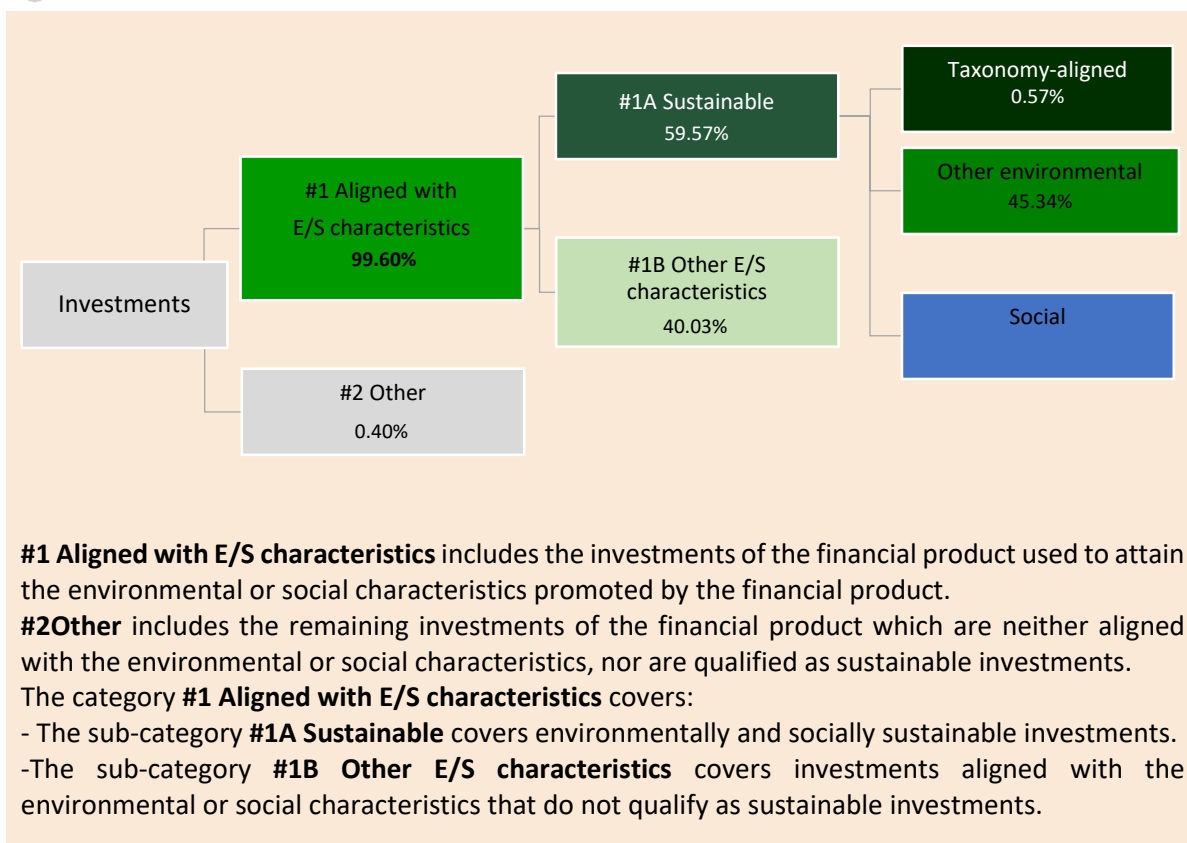 Investments
#1 Aligned with
E/S characteristics
99.60%
#2 Other
0.40%
#1A Sustainable
59.57%
#1B Other E/S
characteristics
40.03%
Taxonomy-aligned
0.57%
Other environmental
45.34%
Social
#1 Aligned with E/S characteristics includes the investments of the financial product used to attain
the environmental or social characteristics promoted by the financial product.
#2Other includes the remaining investments of the financial product which are neither aligned
with the environmental or social characteristics, nor are qualified as sustainable investments.
The category #1 Aligned with E/S characteristics covers:
- The sub-category #1A Sustainable covers environmentally and socially sustainable investments.
-The sub-category #1B Other E/S characteristics covers investments aligned with the
environmental or social characteristics that do not qualify as sustainable investments.